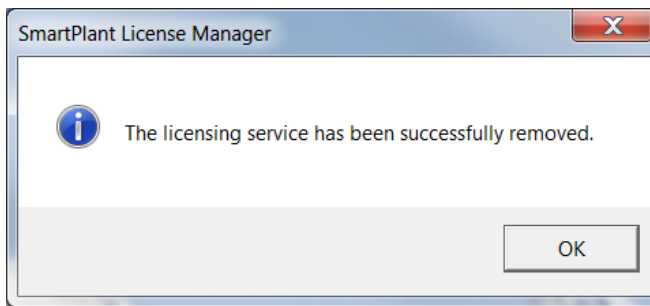 SmartPlant License Manager
The licensing service has been successfully removed.
OK